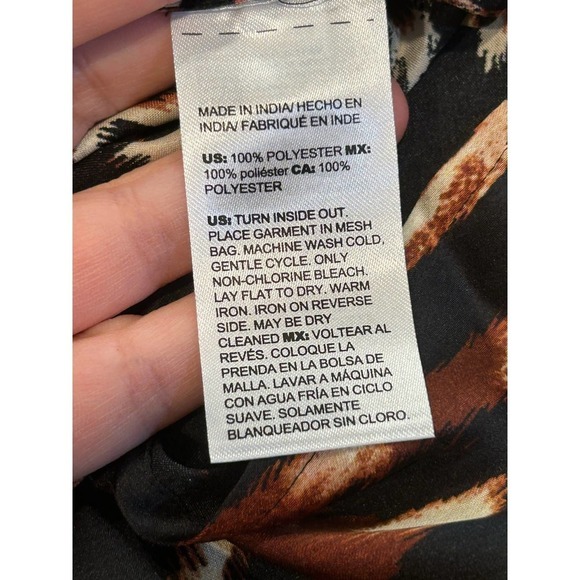 MADE IN INDIA/ HECHO EN
INDIA/ FABRIQUÉ EN INDE
US: 100% POLYESTER MX:
100% poliéster CA: 100%
POLYESTER
US: TURN INSIDE OUT.
PLACE GARMENT IN MESH
BAG. MACHINE WASH COLD,
GENTLE CYCLE. ONLY
NON-CHLORINE BLEACH.
LAY FLAT TO DRY. WARM
IRON. IRON ON REVERSE
SIDE. MAY BE DRY
CLEANED MX: VOLTEAR AL
REVÉS. COLOQUE LA
PRENDA EN LA BOLSA DE
MALLA. LAVAR A MÁQUINA
CON AGUA FRÍA EN CICLO
SUAVE. SOLAMENTE
BLANQUEADOR SIN CLORO.